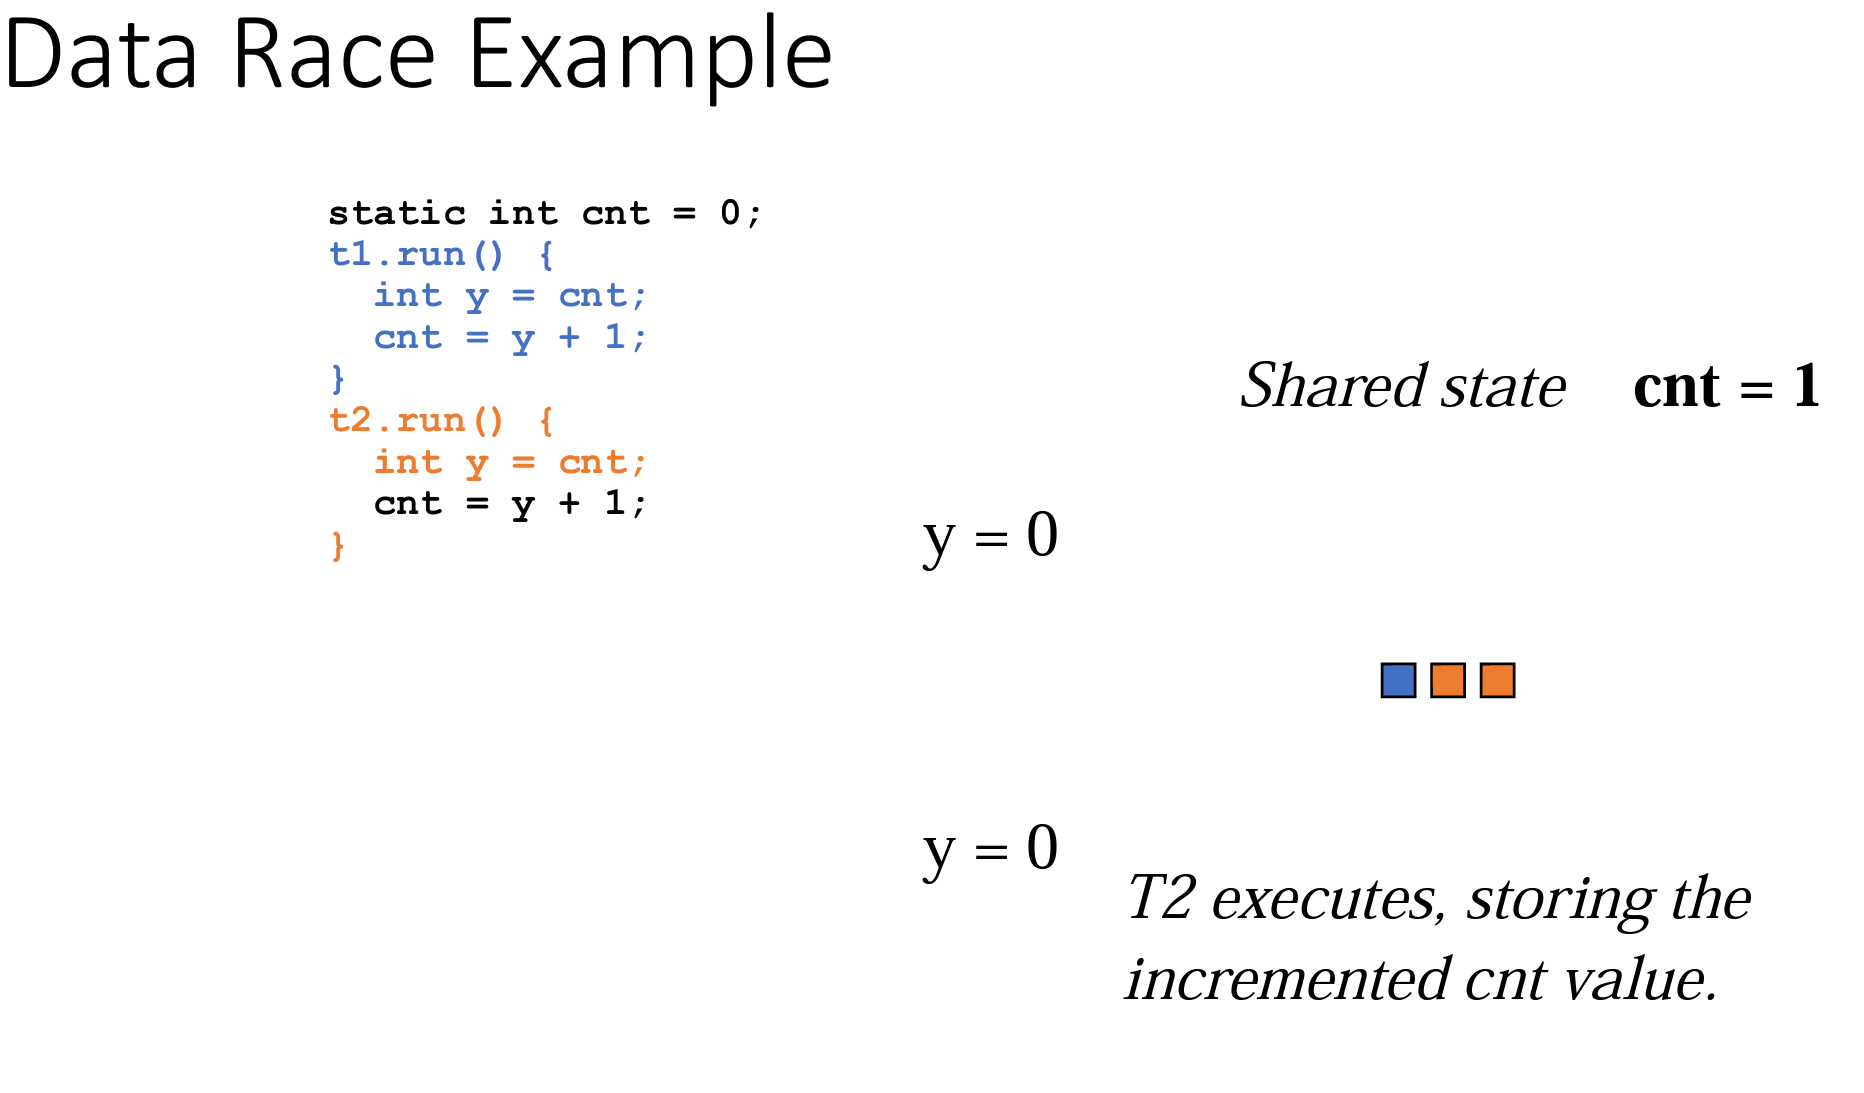 Data Race Example
static int cnt = 0;
t1.run() {
  int y = cnt;
  cnt = y + 1;
}
t2.run() {
  int y = cnt;
  cnt = y + 1;
}
Shared state cnt = 1
y = 0
y = 0
T2 executes, storing the
incremented cnt value.